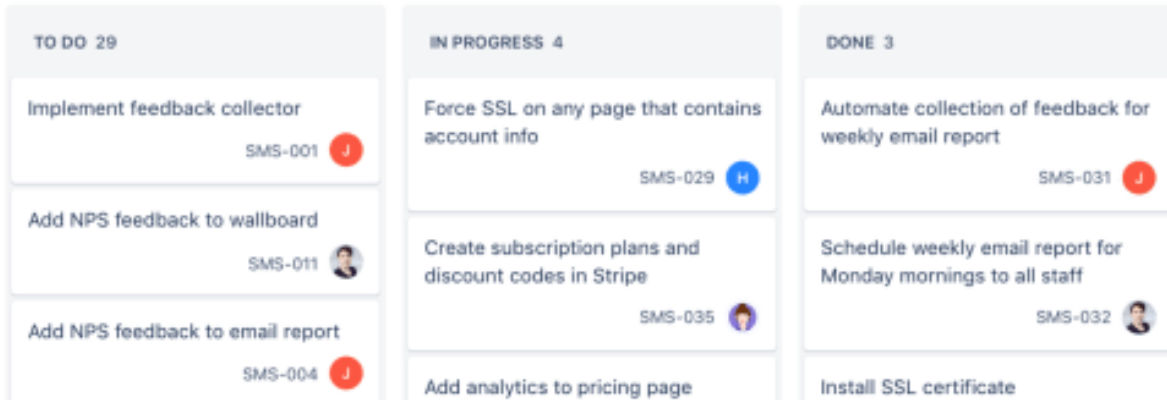 TO DO 29
Implement feedback collector
SMS-001 J
Add NPS feedback to wallboard
SMS-011
Add NPS feedback to email report
SMS-004 J
IN PROGRESS 4
Force SSL on any page that contains
account info
SMS-029 H
Create subscription plans and
discount codes in Stripe
SMS-035
Add analytics to pricing page
DONE 3
Automate collection of feedback for
weekly email report
SMS-031 J
Schedule weekly email report for
Monday mornings to all staff
SMS-032
Install SSL certificate